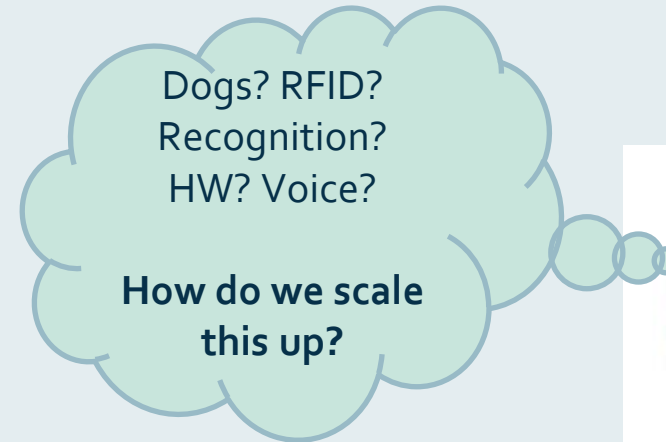 Dogs? RFID?
Recognition?
HW? Voice?
How do we scale
this up?